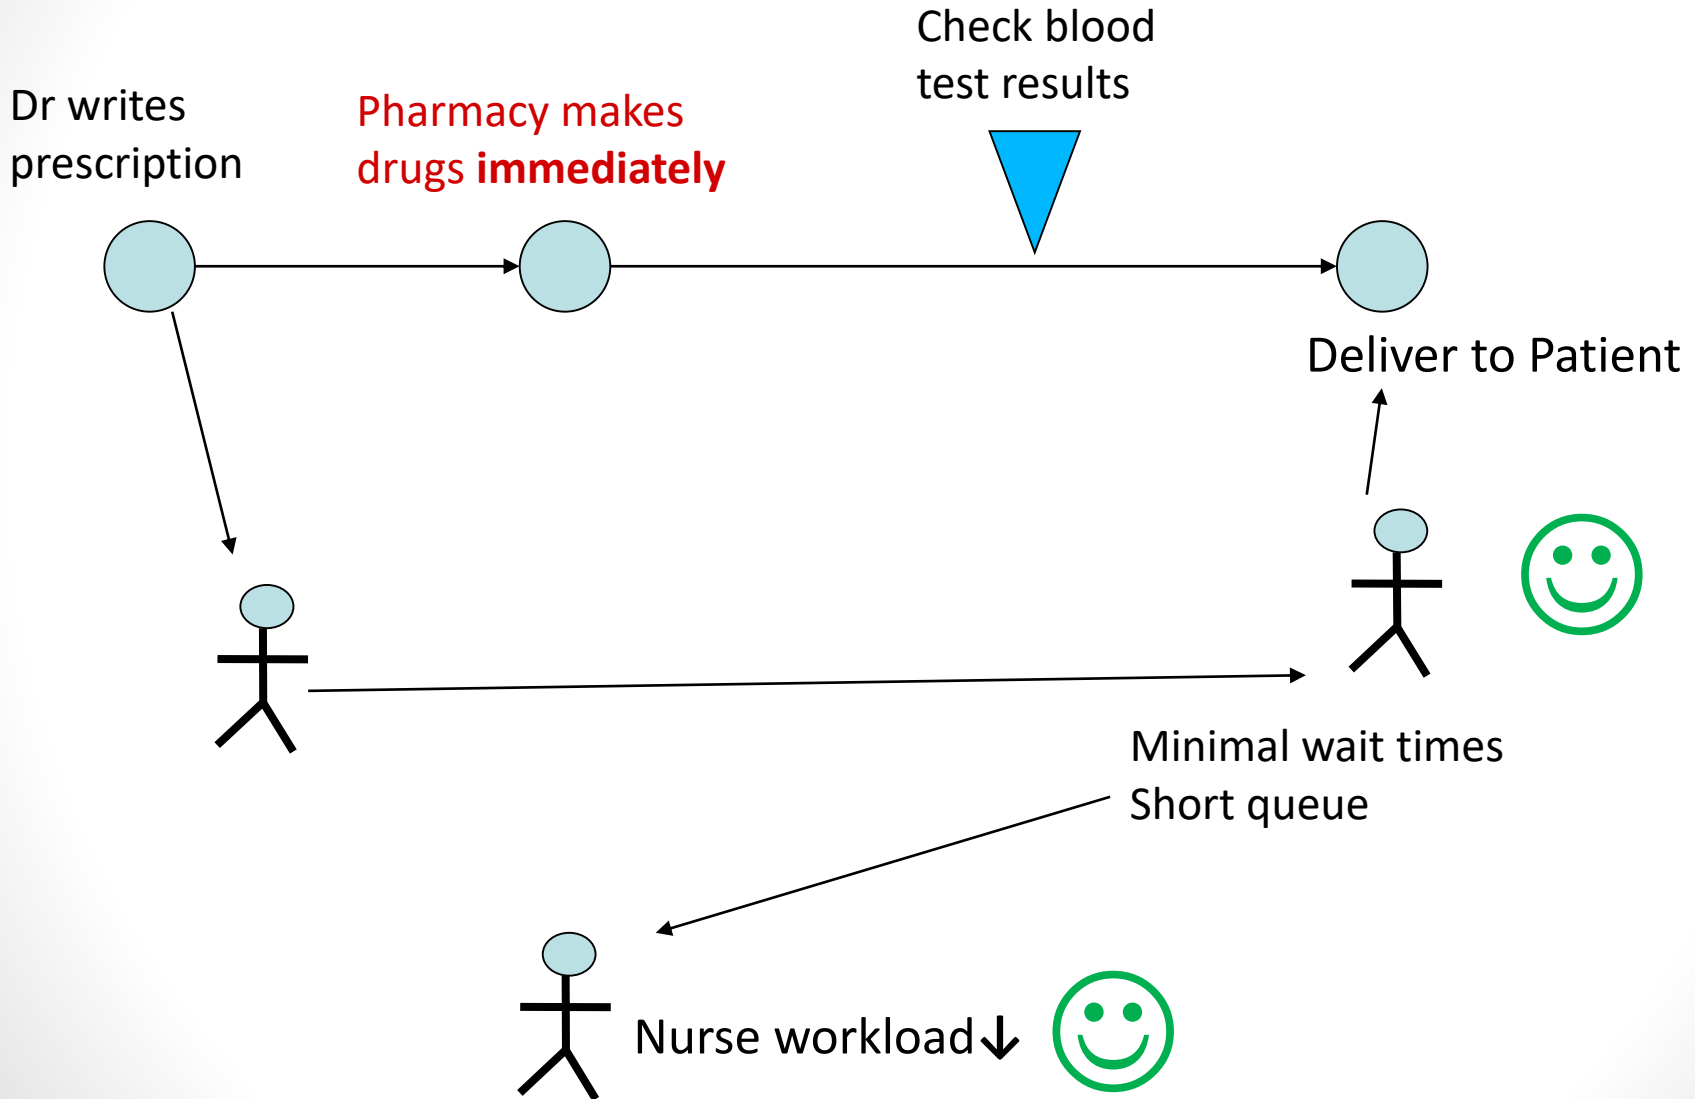 Check blood
test results
Dr writes
prescription
Pharmacy makes
drugs immediately
Deliver to Patient
Minimal wait times
Short queue
Nurse workload↓